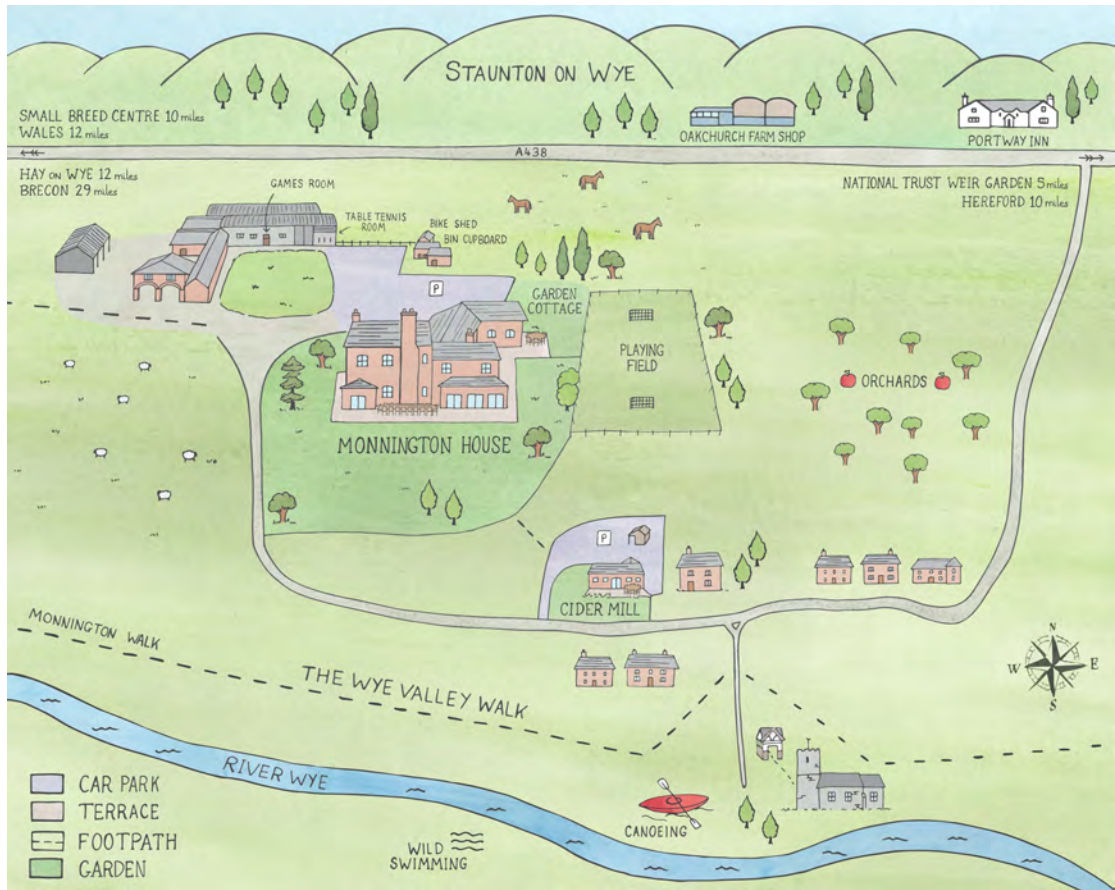 STAUNTON ON WYE
SMALL BREED CENTRE 10 miles
WALES 12 miles
OAKCHURCH FARM SHOP
PORTWAY INN
A438
HAY ON WYE 12 miles
BRECON 29 miles
NATIONAL TRUST WEIR GARDEN 5 miles
HEREFORD 10 miles
GAMES ROOM
TABLE TENNIS
ROOM
BIKE SHED
BIN CUPBOARD
P
GARDEN
COTTAGE
PLAYING
FIELD
ORCHARDS
MONNINGTON HOUSE
P
CIDER MILL
MONNINGTON WALK
THE WYE VALLEY WALK
N
W
E
S
RIVER WYE
CAR PARK
TERRACE
FOOTPATH
GARDEN
WILD
SWIMMING
CANOEING